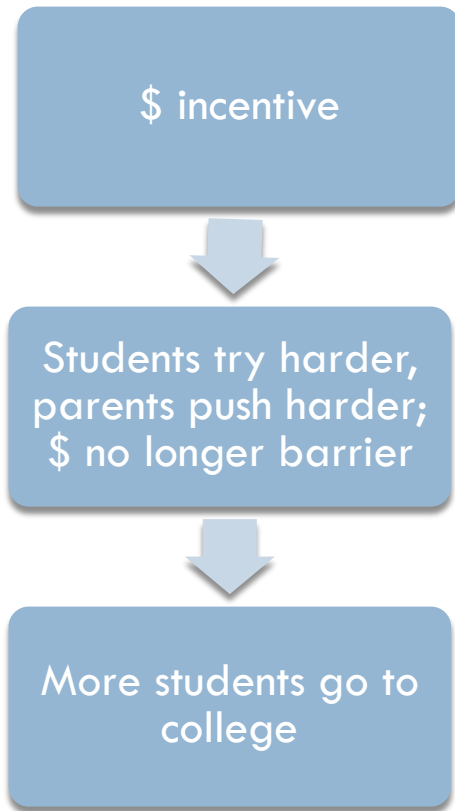 $ incentive
Students try harder,
parents push harder;
$ no longer barrier
More students go to
college